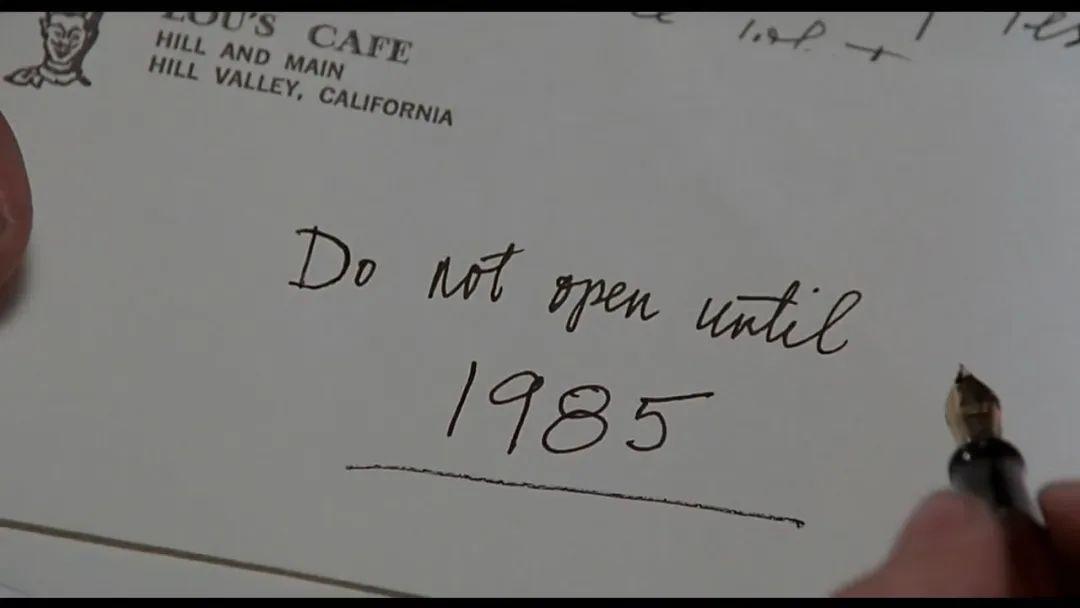 LOU'S CAFE
HILL AND MAIN
HILL VALLEY, CALIFORNIA
Do not open until
1985